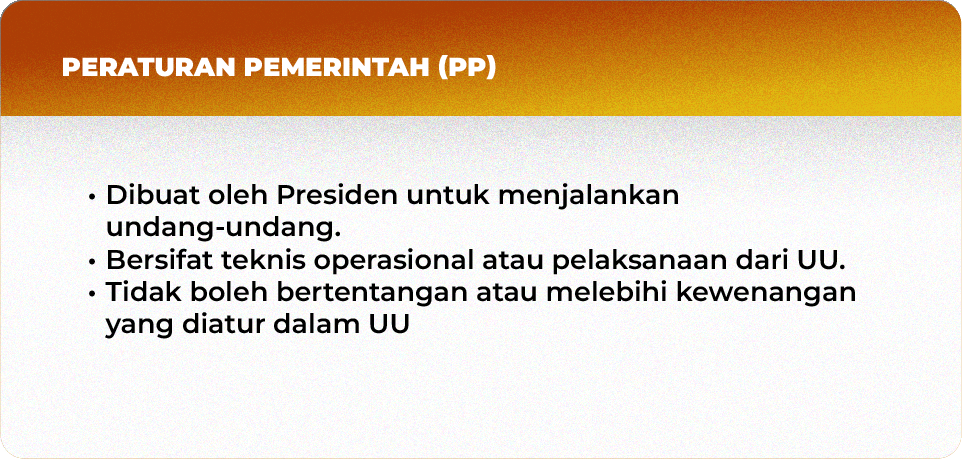 PERATURAN PEMERINTAH (PP)
• Dibuat oleh Presiden untuk menjalankan
undang-undang.
• Bersifat teknis operasional atau pelaksanaan dari UU.
• Tidak boleh bertentangan atau melebihi kewenangan
yang diatur dalam UU